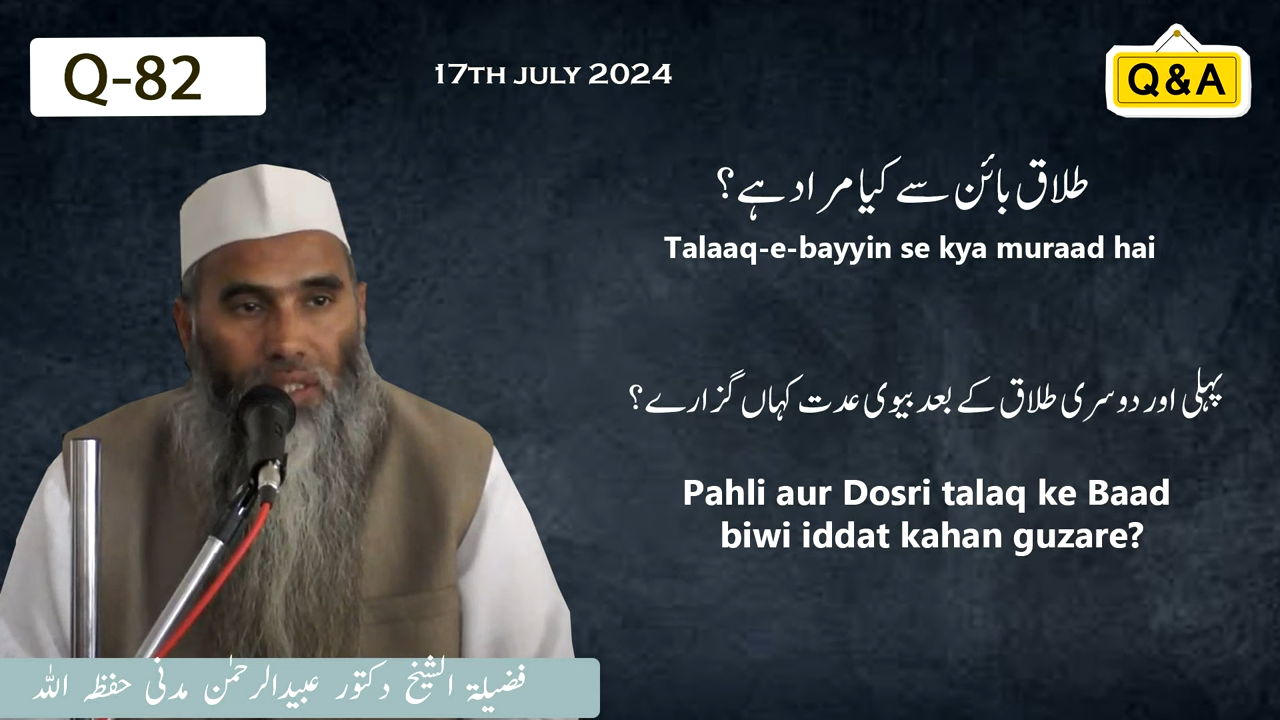 Q-82
17TH JULY 2024
Q&A
طلاق بائن سے کیا مراد ہے؟
Talaaq-e-bayyin se kya muraad hai
پہلی اور دوسری طلاق کے بعد بیوی عدت کہاں گزارے؟
Pahli aur Dosri talaq ke Baad
biwi iddat kahan guzare?
فضیلۃ الشیخ دکتور عبیدالرحمٰن مدنی حفظہ اللہ